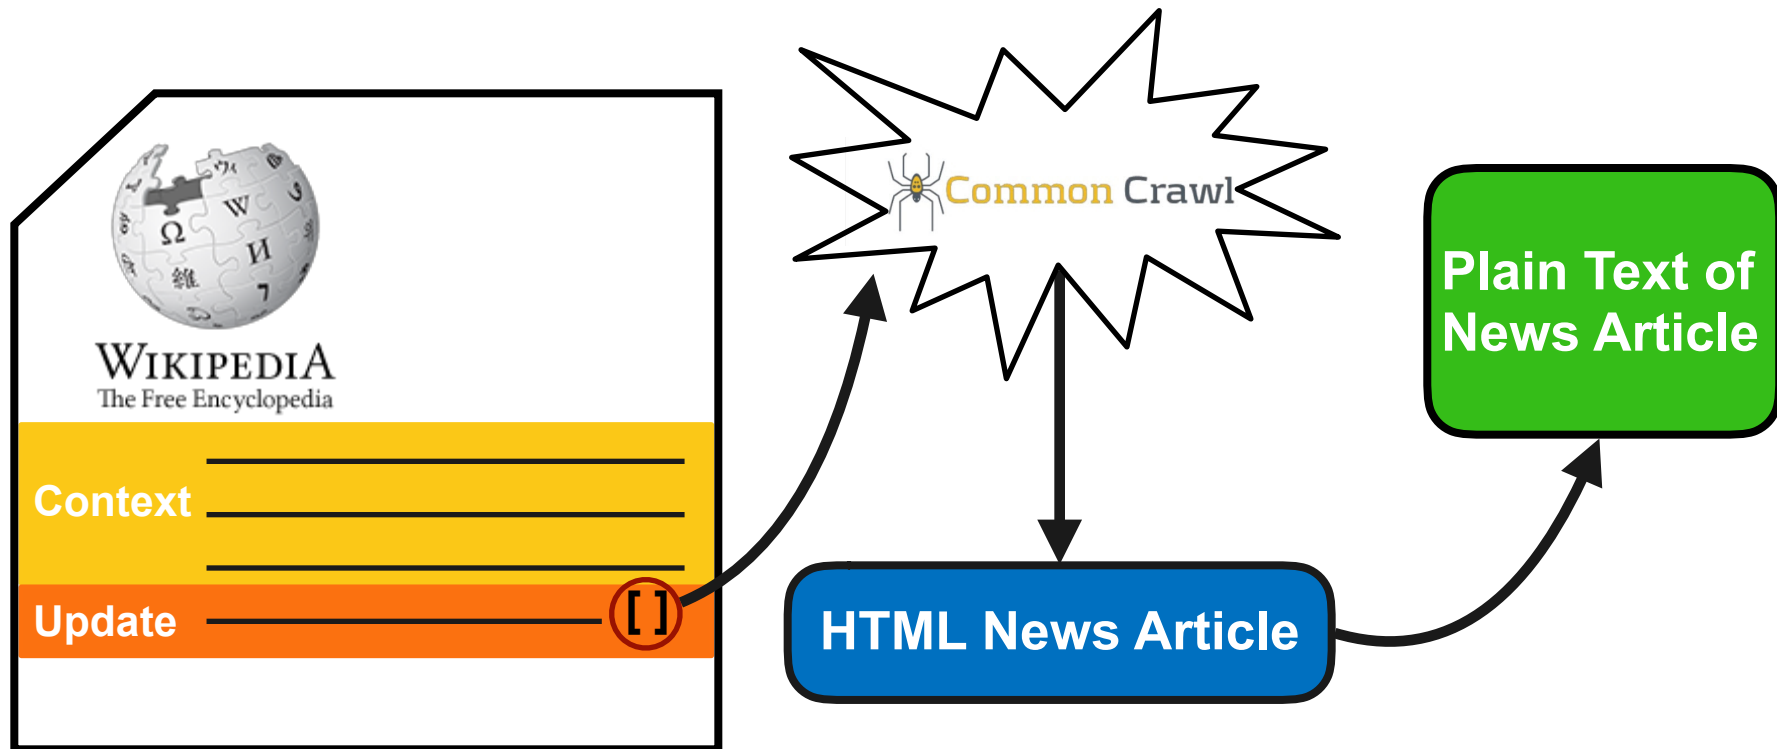 WIKIPEDIA
The Free Encyclopedia
Context
Update
[ ]
Common Crawl
HTML News Article
Plain Text of
News Article